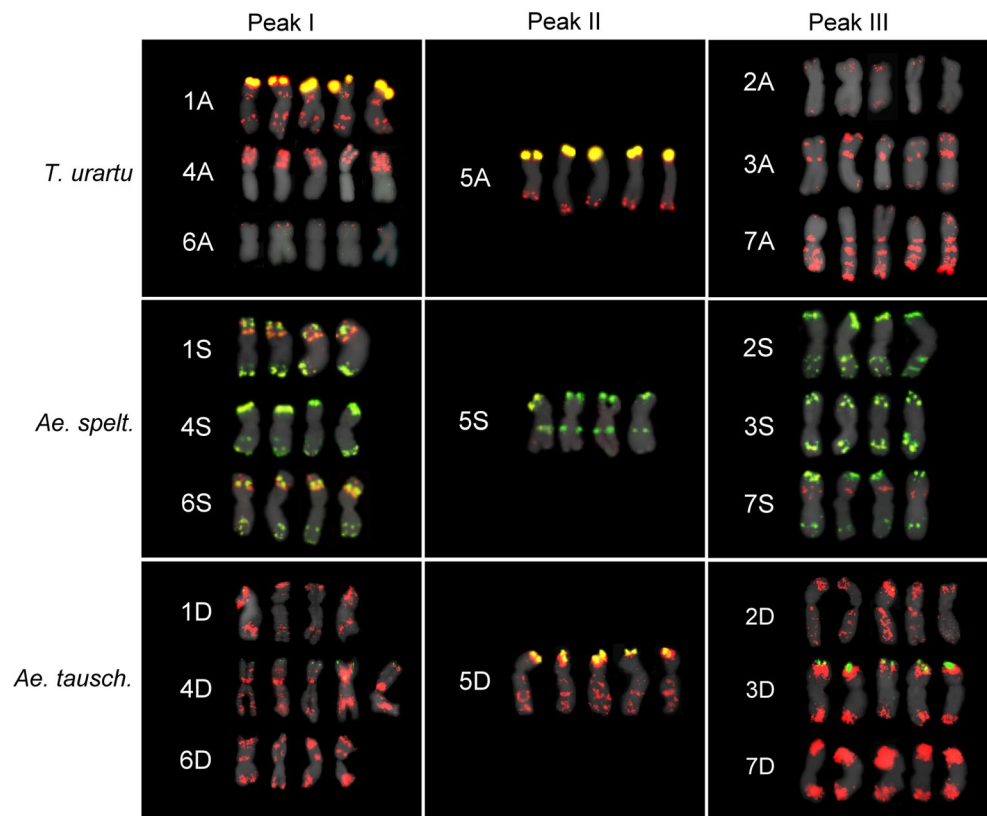 Peak I Peak II Peak III
T. urartu
1A
4A
6A
5A
2A
3A
7A
Ae. spelt.
1S
4S
6S
5S
2S
3S
7S
Ae. tausch.
1D
4D
6D
5D
2D
3D
7D